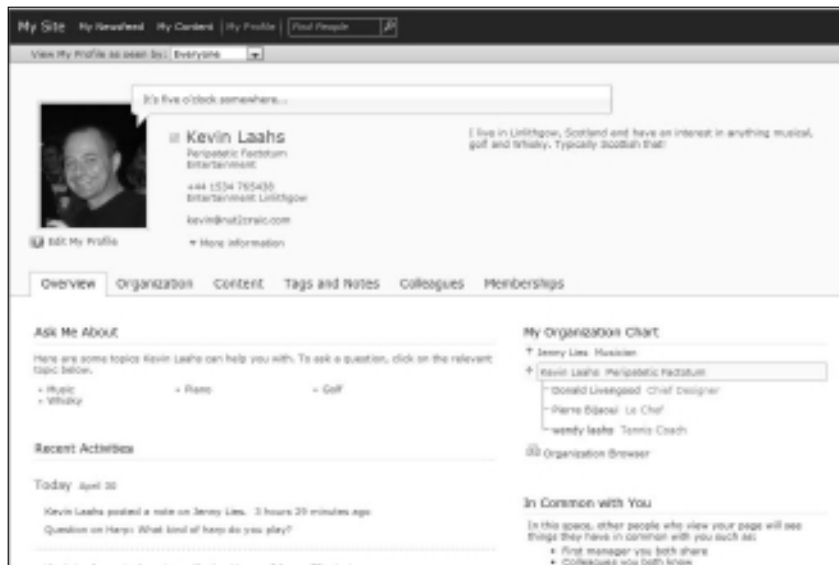 My Site My Newsfeed My Content | My Profile | Find People
View My Profile as seen by: Everyone
It's five o'clock somewhere...
Kevin Laahs
Peripatetic Factotum
Entertainment
+44 1534 765438
Entertainment Linlithgow
kevin@nut2craic.com
More information
I live in Linlithgow, Scotland and have an interest in anything musical,
golf and Whisky. Typically Scottish that!
Edit My Profile
Overview Organization Content Tags and Notes Colleagues Memberships
Ask Me About
Here are some topics Kevin Laahs can help you with. To ask a question, click on the relevant
topic below.
• Music • Piano • Golf
• Whisky
Recent Activities
Today April 30
Kevin Laahs posted a note on Jenny Lies. 3 hours 29 minutes ago
Question on Harp: What kind of harp do you play?
My Organization Chart
Jenny Lies Musician
Kevin Laahs Peripatetic Factotum
Donald Livengood Chief Designer
Pierre Bijaoui Le Chef
wendy laahs Tennis Coach
Organization Browser
In Common with You
In this space, other people who view your page will see
things they have in common with you such as:
• First manager you both share
• Colleagues you both know